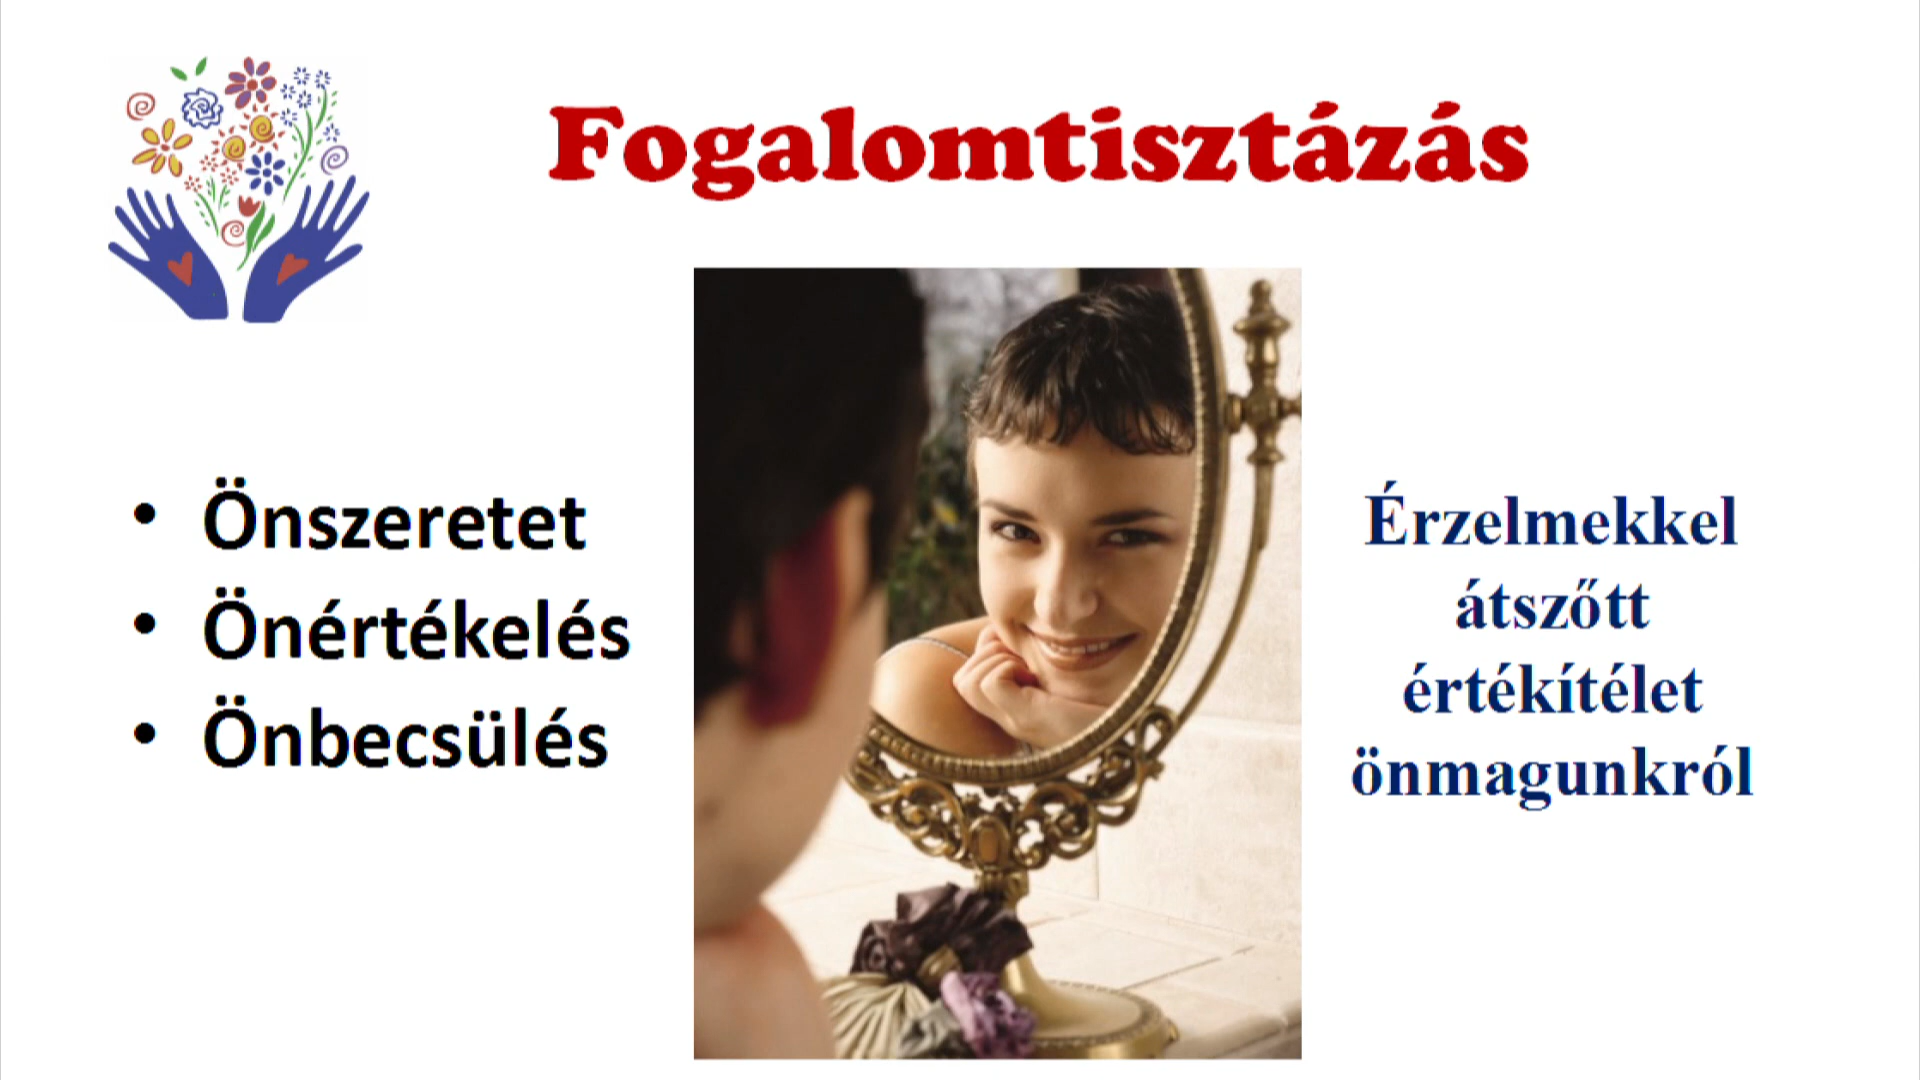 Fogalomtisztázás
• Önszeretet
• Önértékelés
• Önbecsülés
Érzelmekkel
átszőtt
értékítélet
önmagunkról